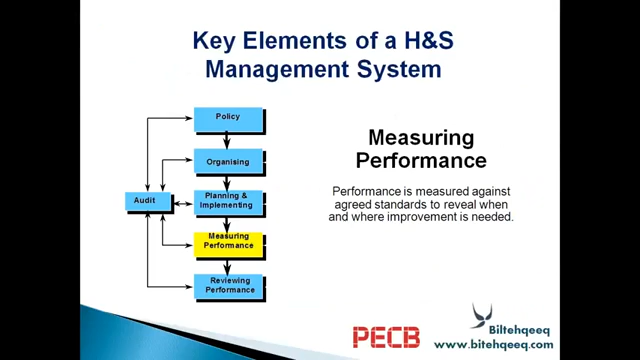 Key Elements of a H&S
Management System
Policy
Organising
Planning &
Implementing
Audit
Measuring
Performance
Reviewing
Performance
Measuring
Performance
Performance is measured against
agreed standards to reveal when
and where improvement is needed.
PECB
Biltehqeeq
www.bitehqeeq.com